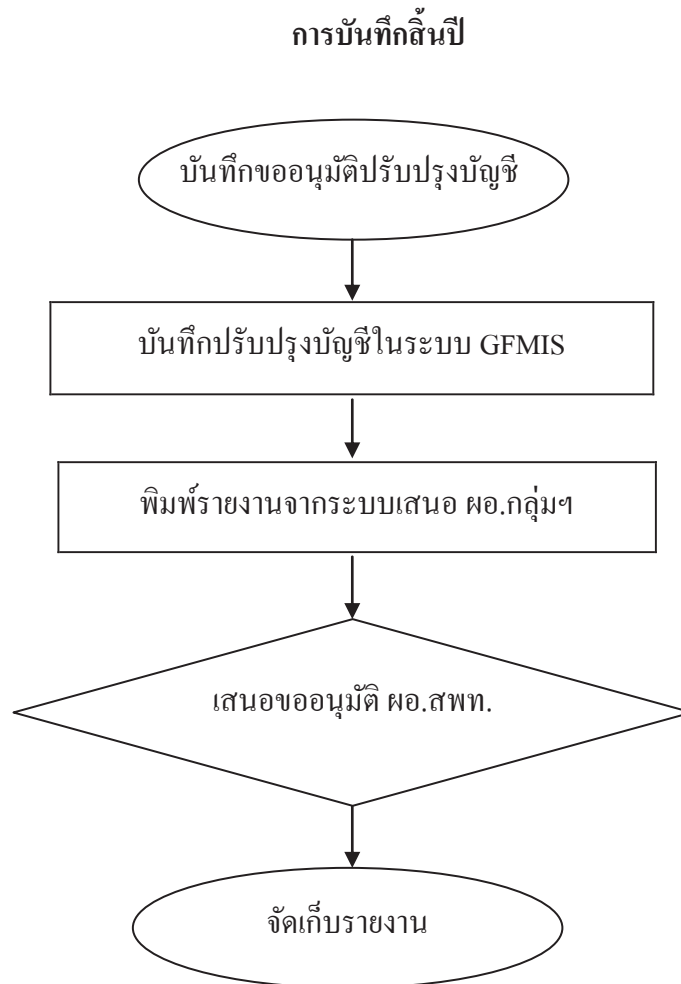 การบันทึกสิ้นปี
บันทึกขออนุมัติปรับปรุงบัญชี
บันทึกปรับปรุงบัญชีในระบบ GFMIS
พิมพ์รายงานจากระบบเสนอ ผอ.กลุ่มฯ
เสนอขออนุมัติ ผอ.สพท.
จัดเก็บรายงาน